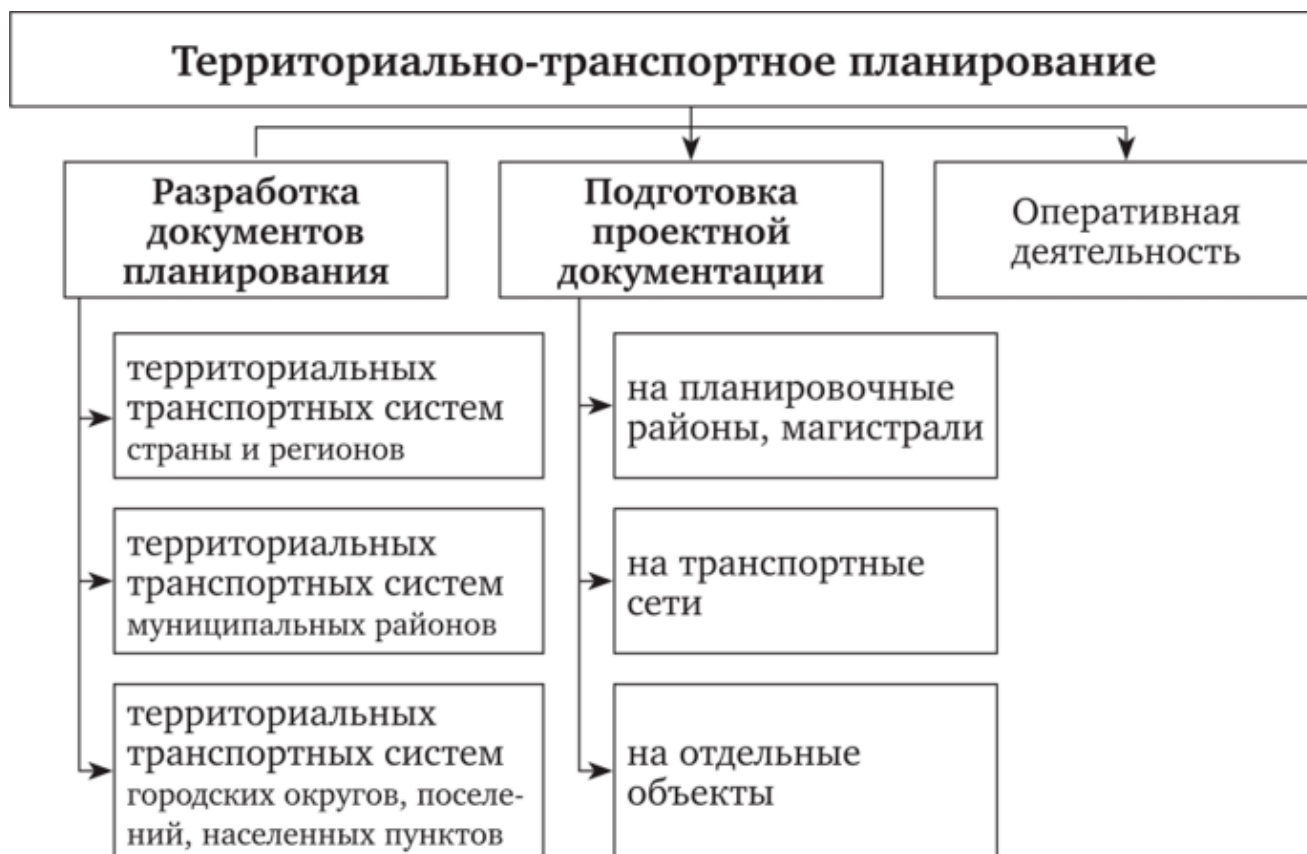 Территориально-транспортное планирование
Разработка
документов
планирования
Подготовка
проектной
документации
Оперативная
деятельность
территориальных
транспортных систем
страны и регионов
территориальных
транспортных систем
муниципальных районов
территориальных
транспортных систем
городских округов, поселе-
ний, населенных пунктов
на планировочные
районы, магистрали
на транспортные
сети
на отдельные
объекты